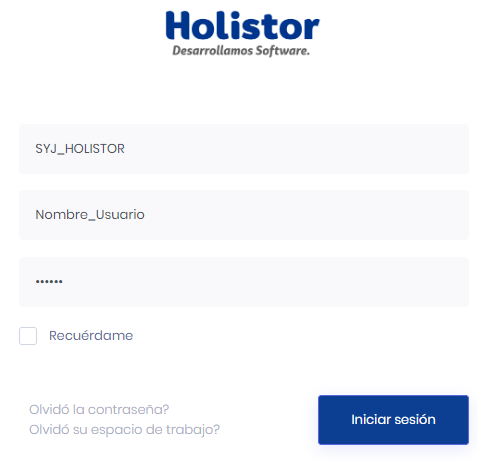 Holistor
Desarrollamos Software.
SYJ_HOLISTOR
Nombre_Usuario
••••••
Recuérdame
Olvidó la contraseña?
Olvidó su espacio de trabajo?
Iniciar sesión